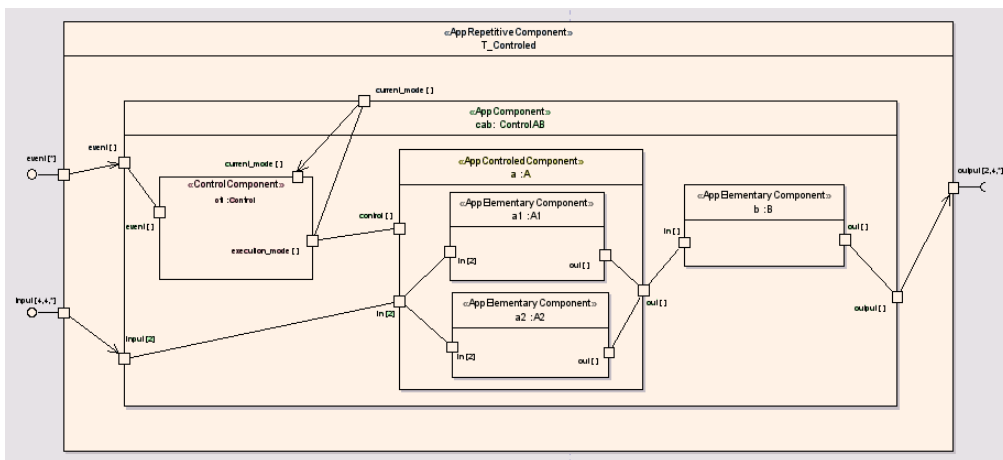 «AppRepetitiveComponent»
T_Controled
current_mode [ ]
«AppComponent»
cab: ControlAB
event [*]
event [ ]
current_mode [ ]
«ControlComponent»
ct1 :Control
event [ ]
execution_mode [ ]
control [ ]
«AppControledComponent»
a :A
«AppElementaryComponent»
a1 :A1
in [2]
out [ ]
«AppElementaryComponent»
a2 :A2
in [2]
out [ ]
in [2]
out [ ]
«AppElementaryComponent»
b :B
in [ ]
out [ ]
output [ ]
output [2,4,*]
input [4,4,*]
input [2]